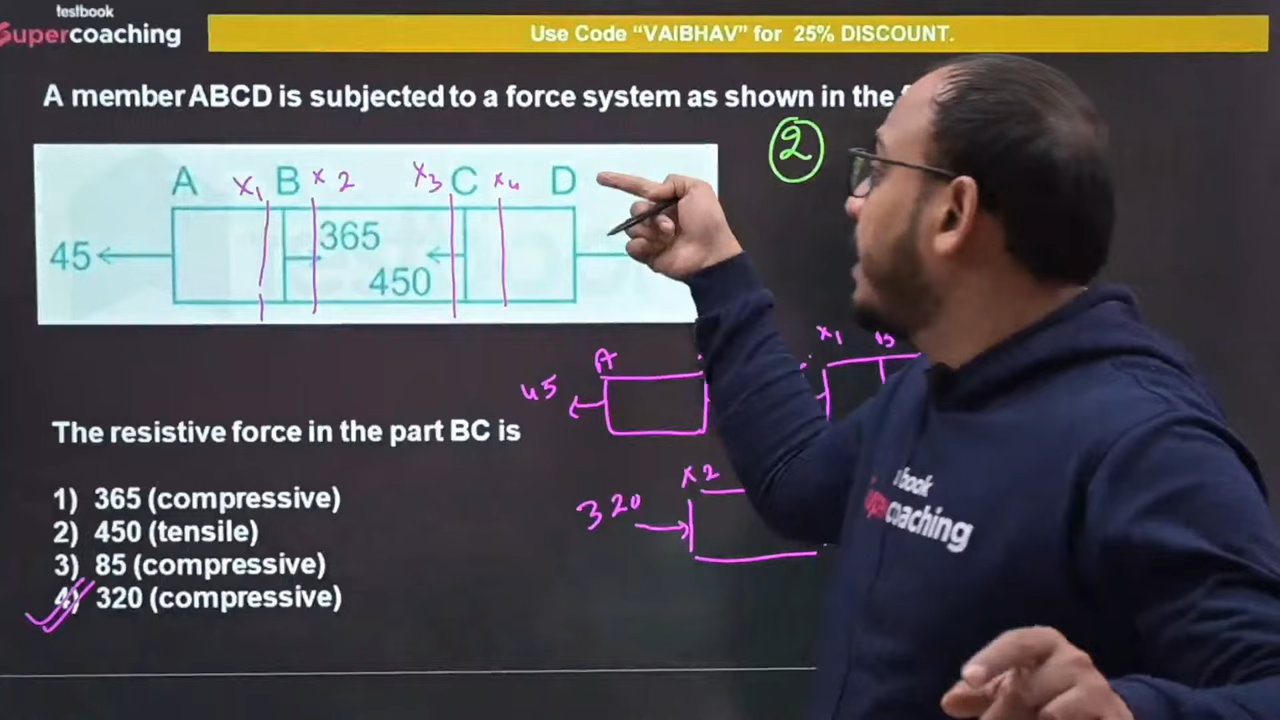 testbook
Supercoaching
Use Code “VAIBHAV” for 25% DISCOUNT.
A member ABCD is subjected to a force system as shown in the
2
A x1 B x2 x3 C x4 D
45 365
450
A x1 B
45
x2
320
The resistive force in the part BC is
1) 365 (compressive)
2) 450 (tensile)
3) 85 (compressive)
4) 320 (compressive)
book
supercoaching